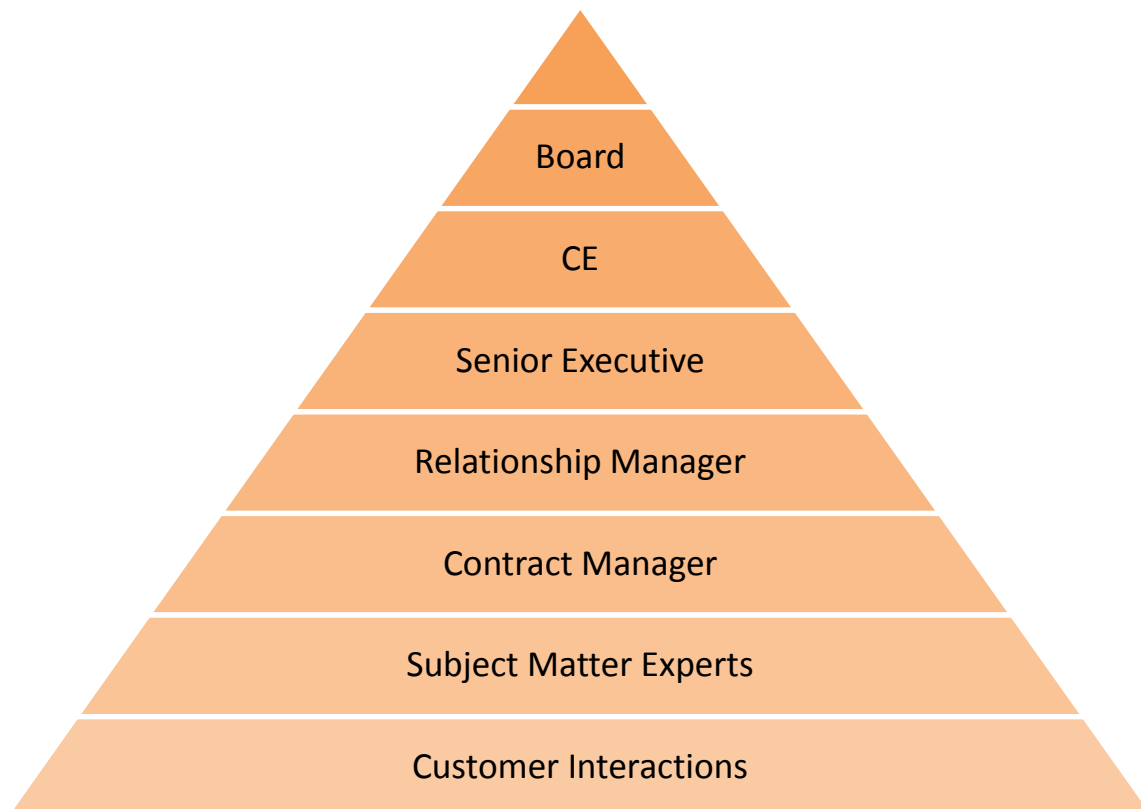 Board
CE
Senior Executive
Relationship Manager
Contract Manager
Subject Matter Experts
Customer Interactions